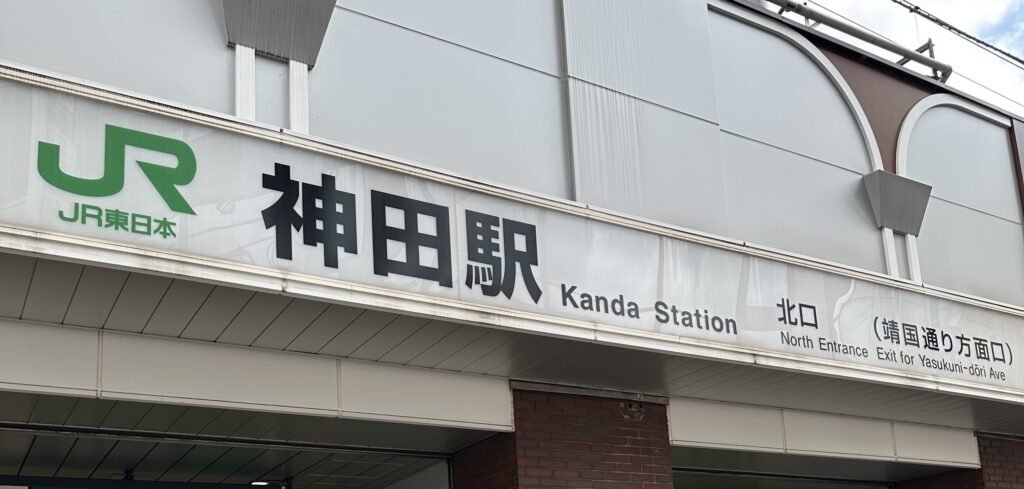 JR
JR東日本
神田駅 Kanda Station
北口 (靖国通り方面口)
North Entrance Exit for Yasukuni-dōri Ave